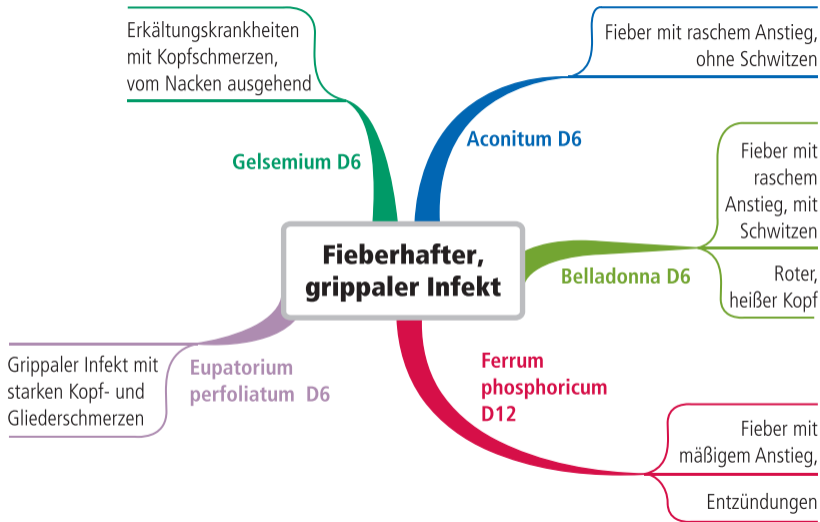 Erkältungskrankheiten
mit Kopfschmerzen,
vom Nacken ausgehend
Gelsemium D6
Fieber mit raschem Anstieg,
ohne Schwitzen
Aconitum D6
Fieber mit
raschem
Anstieg, mit
Schwitzen
Roter,
heißer Kopf
Belladonna D6
Fieberhafter,
grippaler Infekt
Grippaler Infekt mit
starken Kopf- und
Gliederschmerzen
Eupatorium
perfoliatum D6
Ferrum
phosphoricum
D12
Fieber mit
mäßigem Anstieg,
Entzündungen